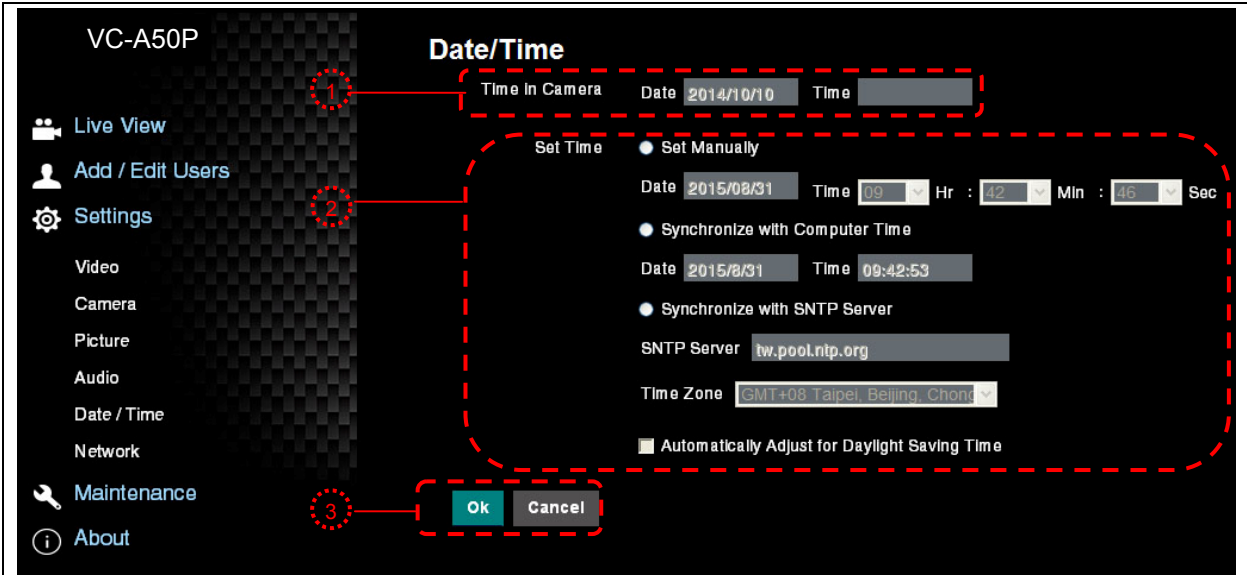 VC-A50P
Date/Time
1
Time In Camera Date 2014/10/10 Time
Live View
Add / Edit Users
Settings
Video
Camera
Picture
Audio
Date / Time
Network
Maintenance
About
2
Set Time Set Manually
Date 2015/08/31 Time 09 Hr : 42 Min : 46 Sec
Synchronize with Computer Time
Date 2015/8/31 Time 09:42:53
Synchronize with SNTP Server
SNTP Server tw.pool.ntp.org
Time Zone GMT+08 Taipei, Beijing, Chong
Automatically Adjust for Daylight Saving Time
3
Ok Cancel